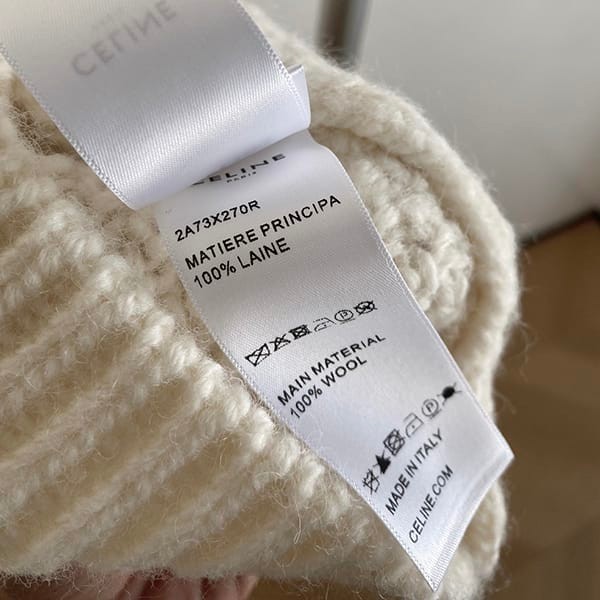 CELINE
CELINE
PARIS
2A73X270R
MATIERE PRINCIPA
100% LAINE
MAIN MATERIAL
100% WOOL
MADE IN ITALY
CELINE.COM